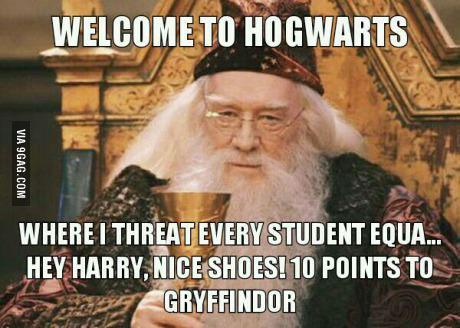 WELCOME TO HOGWARTS
VIA 9GAG.COM
WHERE I THREAT EVERY STUDENT EQUA...
HEY HARRY, NICE SHOES! 10 POINTS TO
GRYFFINDOR